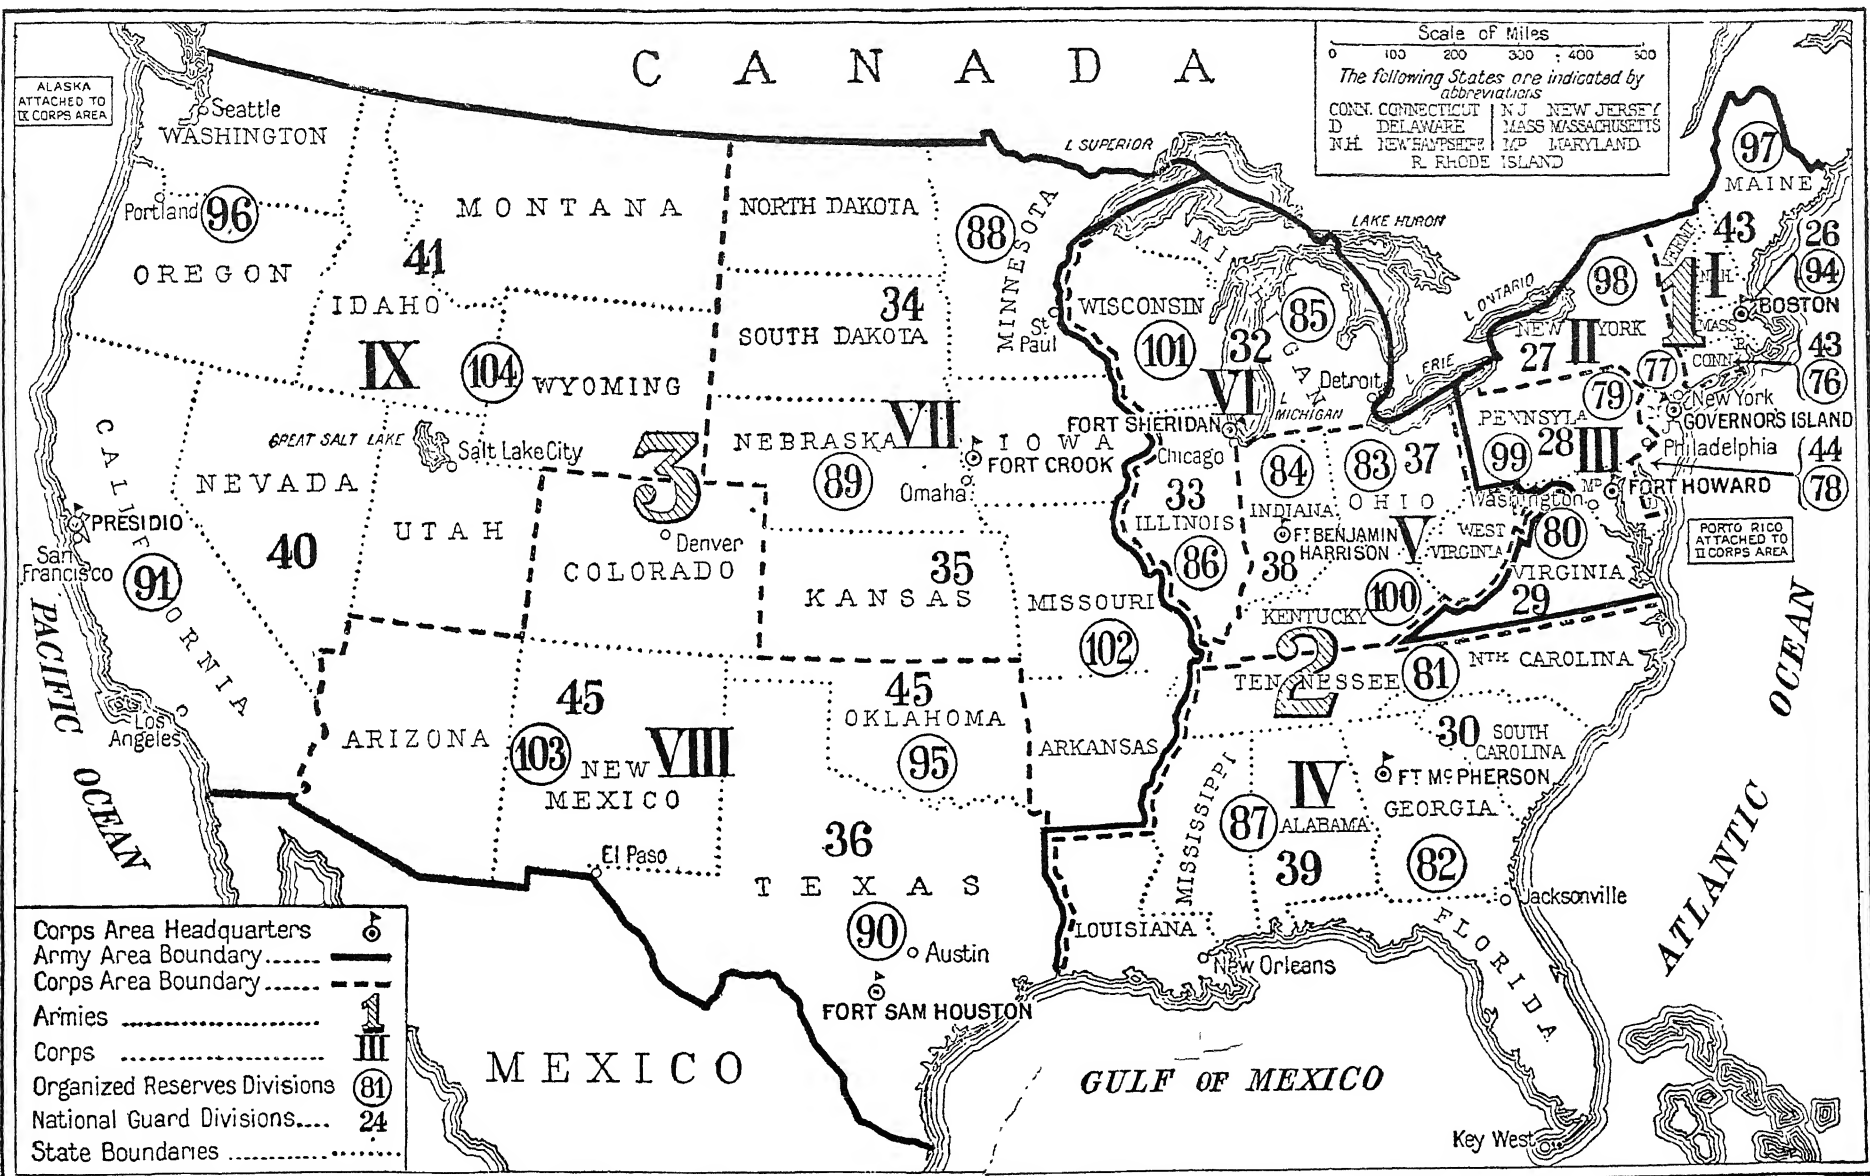 CANADA
Scale of Miles
0 100 200 300 400 500
The following States are indicated by
abbreviations
CONN. CONNECTICUT
D DELAWARE
N.H. NEW HAMPSHIRE
N J NEW JERSEY
MASS MASSACHUSETTS
MD MARYLAND
R. RHODE ISLAND
ALASKA
ATTACHED TO
IX CORPS AREA
Seattle
WASHINGTON
Portland
96
OREGON
MONTANA
41
IDAHO
IX
104
WYOMING
NORTH DAKOTA
88
MINNESOTA
34
SOUTH DAKOTA
St
Paul
L SUPERIOR
MICHIGAN
LAKE HURON
WISCONSIN
101
32
85
VI
Detroit
L ERIE
L ONTARIO
L
MICHIGAN
97
MAINE
43
26
94
VERMT
N.H.
1
I
BOSTON
MASS
R
CONN
43
76
98
NEW YORK
27
II
77
79
New York
GOVERNORS ISLAND
PENNSYLA
28
99
III
Philadelphia
44
78
FORT HOWARD
MD
Washington
PORTO RICO
ATTACHED TO
II CORPS AREA
CALIFORNIA
NEVADA
40
GREAT SALT LAKE
Salt Lake City
UTAH
3
Denver
COLORADO
NEBRASKA
VII
89
Omaha
IOWA
FORT CROOK
FORT SHERIDAN
Chicago
33
ILLINOIS
86
84
INDIANA
FT BENJAMIN
HARRISON
38
83
37
OHIO
V
WEST
VIRGINIA
80
VIRGINIA
29
100
KENTUCKY
PRESIDIO
San
Francisco
91
Los
Angeles
35
KANSAS
MISSOURI
102
2
TENNESSEE
81
NTH CAROLINA
30
SOUTH
CAROLINA
ARIZONA
45
103
NEW
MEXICO
VIII
45
OKLAHOMA
95
ARKANSAS
MISSISSIPPI
87
IV
ALABAMA
39
FT McPHERSON
GEORGIA
82
Jacksonville
FLORIDA
El Paso
36
TEXAS
90
Austin
FORT SAM HOUSTON
LOUISIANA
New Orleans
Key West
PACIFIC OCEAN
ATLANTIC OCEAN
MEXICO
GULF OF MEXICO
Corps Area Headquarters
Army Area Boundary......
Corps Area Boundary......
Armies .................... 1
Corps .................... III
Organized Reserves Divisions 81
National Guard Divisions.... 24
State Boundaries ....................